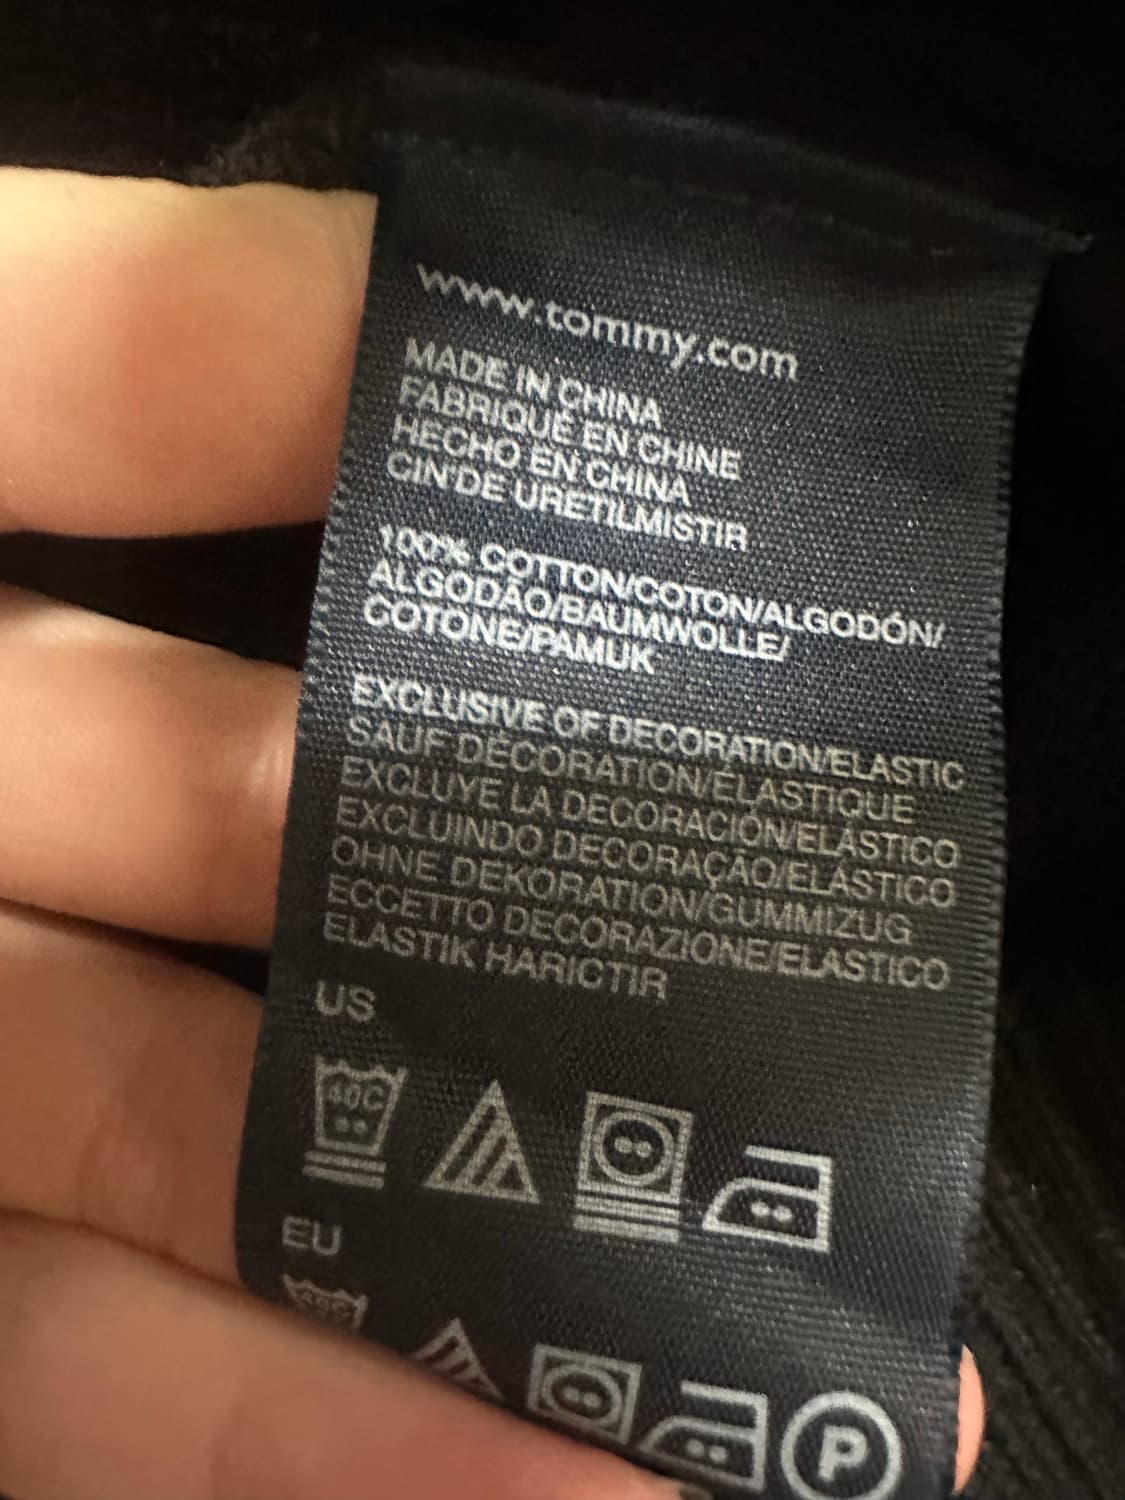 www.tommy.com
MADE IN CHINA
FABRIQUÉ EN CHINE
HECHO EN CHINA
CIN'DE URETILMISTIR
100% COTTON/COTON/ALGODÓN/
ALGODÃO/BAUMWOLLE/
COTONE/PAMUK
EXCLUSIVE OF DECORATION/ELASTIC
SAUF DÉCORATION/ÉLASTIQUE
EXCLUYE LA DECORACIÓN/ELÁSTICO
EXCLUINDO DECORAÇÃO/ELÁSTICO
OHNE DEKORATION/GUMMIZUG
ECCETTO DECORAZIONE/ELASTICO
ELASTIK HARICTIR
US
40C
EU
P